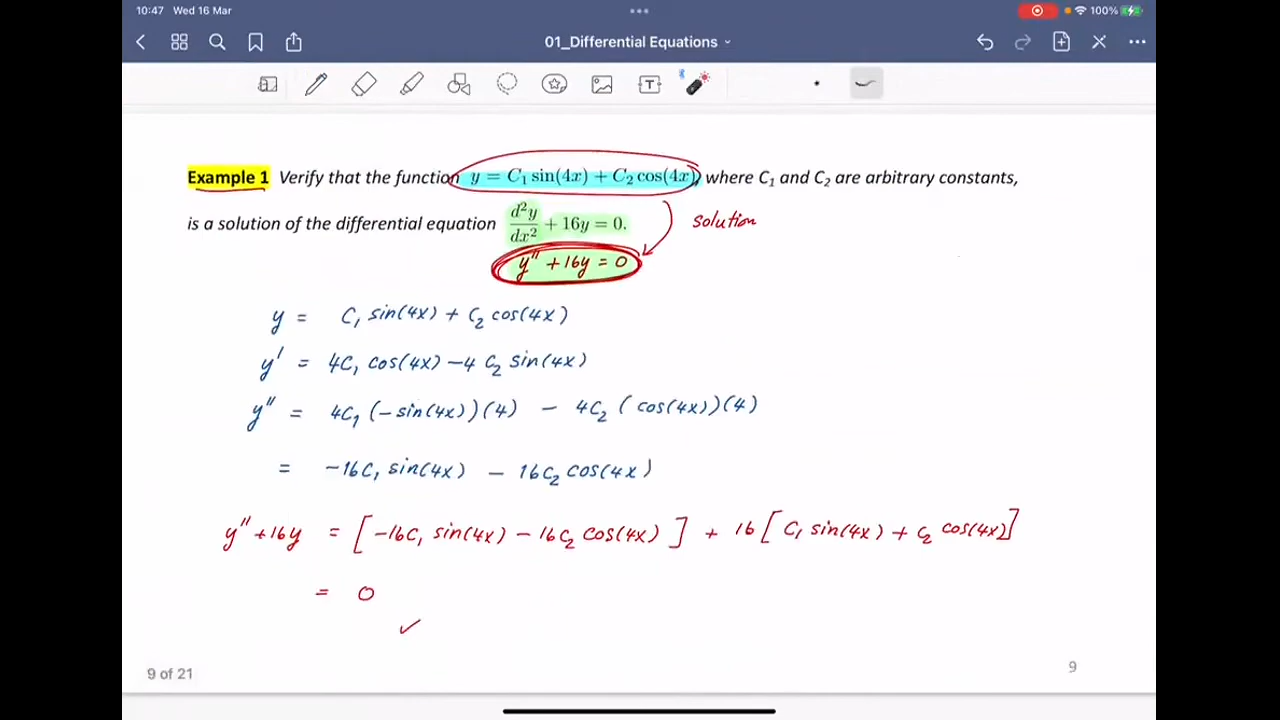 10:47 Wed 16 Mar
100%
01_Differential Equations
Example 1 Verify that the function y = C₁ sin(4x) + C₂ cos(4x), where C₁ and C₂ are arbitrary constants,
is a solution of the differential equation d²y/dx² + 16y = 0. solution
y" + 16y = 0
y = C₁ sin(4x) + C₂ cos(4x)
y' = 4C₁ cos(4x) – 4 C₂ sin(4x)
y" = 4C₁ (–sin(4x))(4) – 4C₂ (cos(4x))(4)
= –16C₁ sin(4x) – 16C₂ cos(4x)
y" + 16y = [–16C₁ sin(4x) – 16C₂ cos(4x)] + 16[C₁ sin(4x) + C₂ cos(4x)]
= 0
✓
9 of 21
9